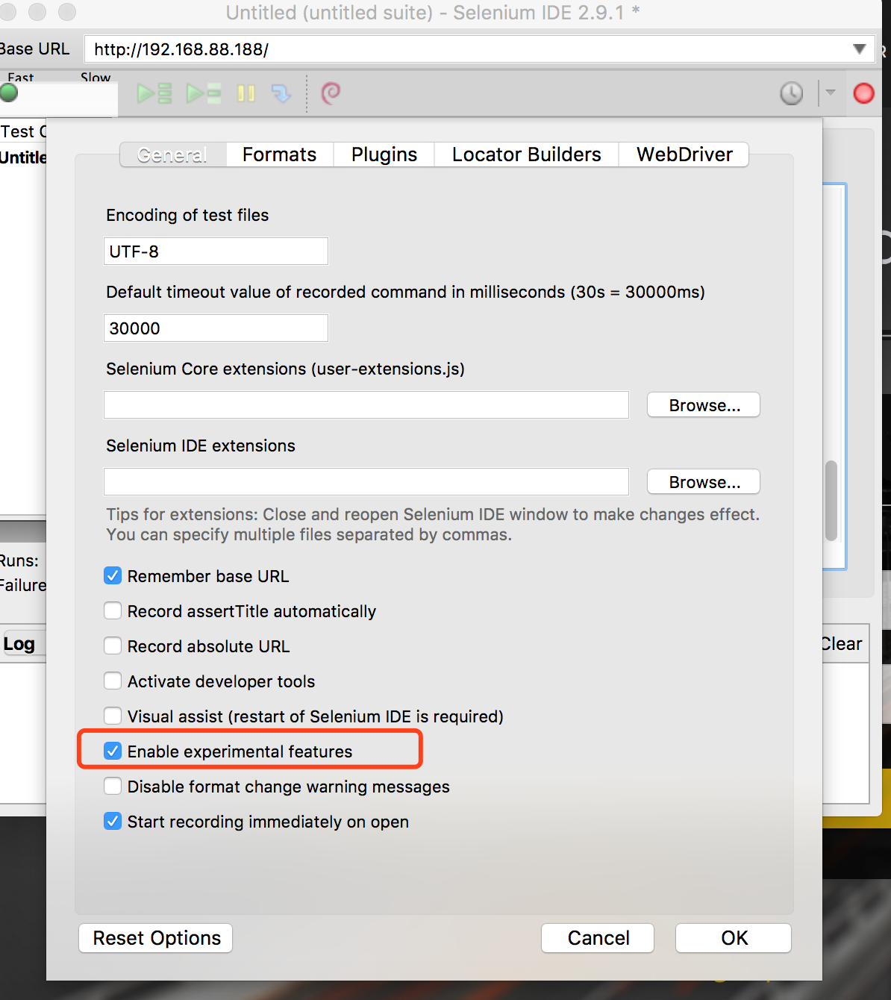 Untitled (untitled suite) - Selenium IDE 2.9.1 *
Base URL http://192.168.88.188/
Fast Slow
Test
General Formats Plugins Locator Builders WebDriver
Encoding of test files
UTF-8
Default timeout value of recorded command in milliseconds (30s = 30000ms)
30000
Selenium Core extensions (user-extensions.js)
Browse...
Selenium IDE extensions
Browse...
Tips for extensions: Close and reopen Selenium IDE window to make changes effect.
You can specify multiple files separated by commas.
Runs:
Failure
Remember base URL
Record assertTitle automatically
Record absolute URL
Log
Clear
Activate developer tools
Visual assist (restart of Selenium IDE is required)
Enable experimental features
Disable format change warning messages
Start recording immediately on open
Reset Options Cancel OK